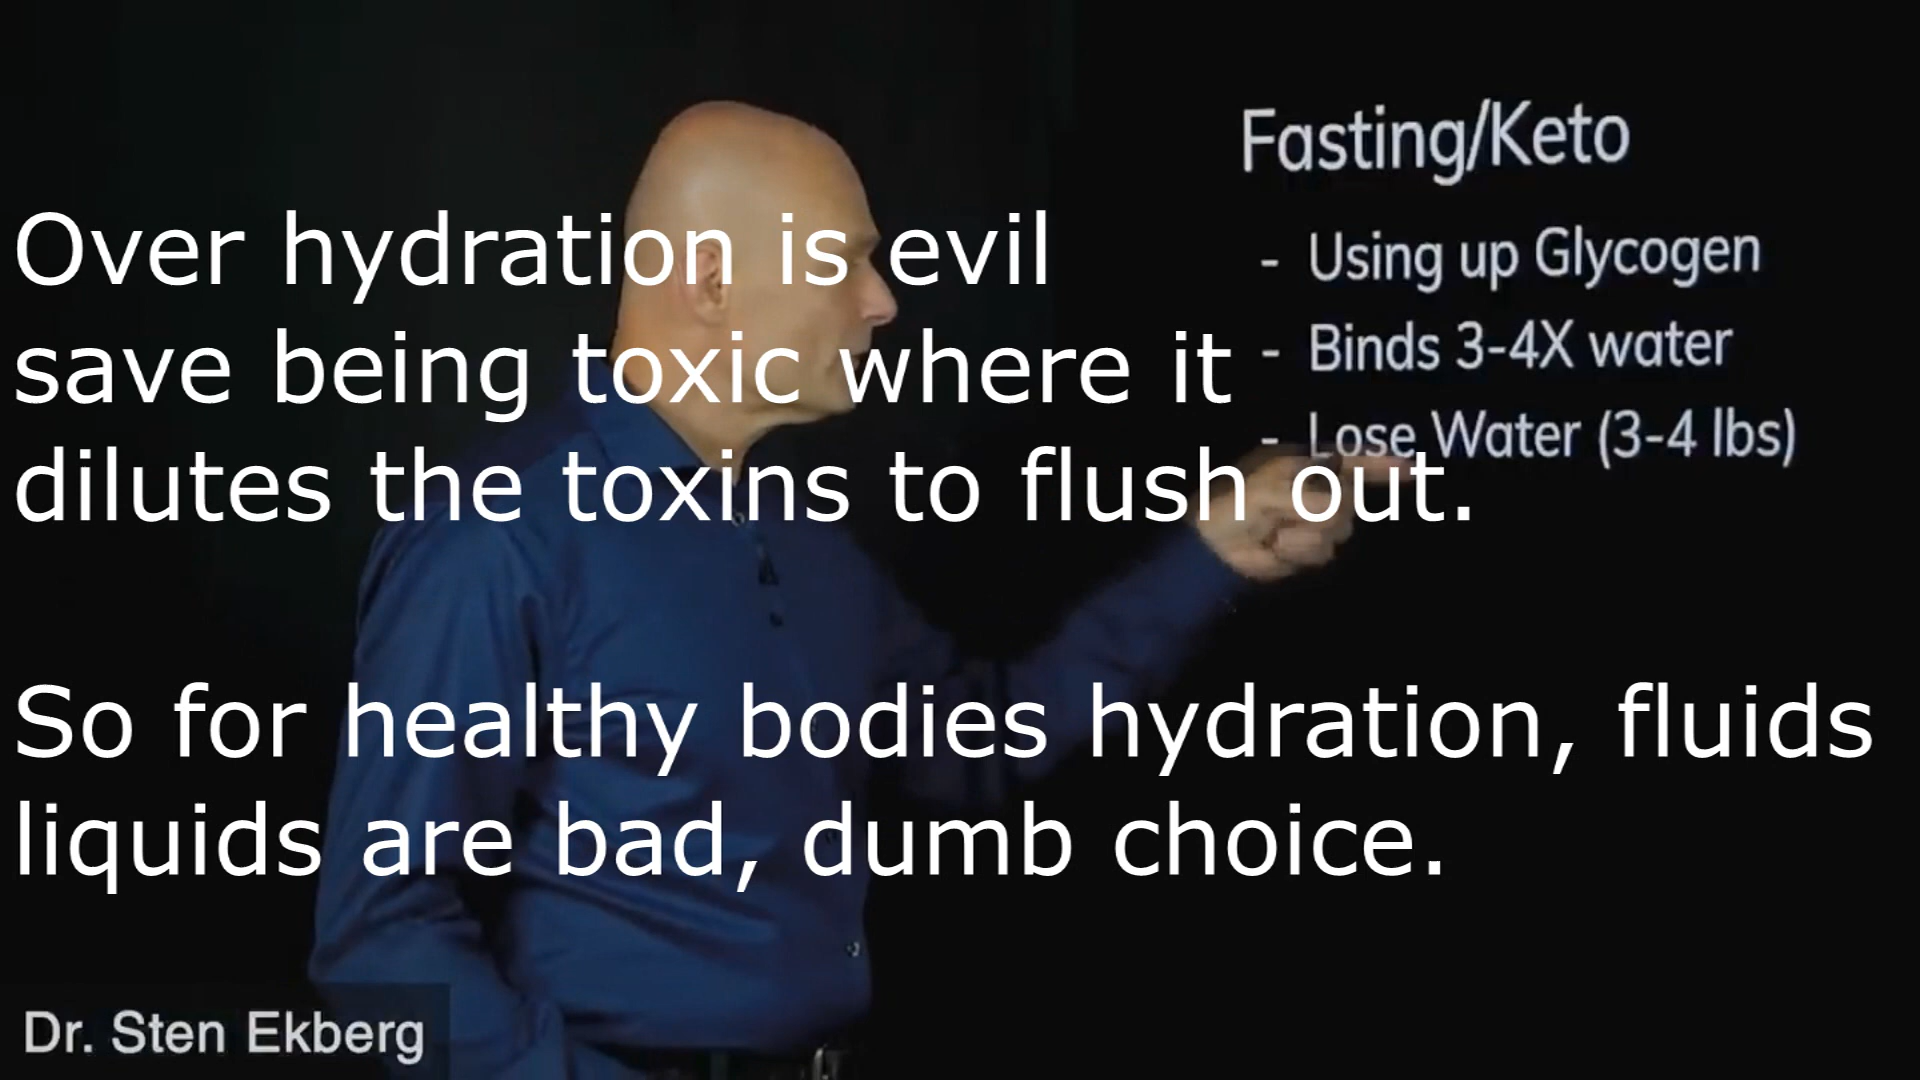 Fasting/Keto
- Using up Glycogen
- Binds 3-4X water
- Lose Water (3-4 lbs)
Over hydration is evil
save being toxic where it
dilutes the toxins to flush out.
So for healthy bodies hydration, fluids
liquids are bad, dumb choice.
Dr. Sten Ekberg